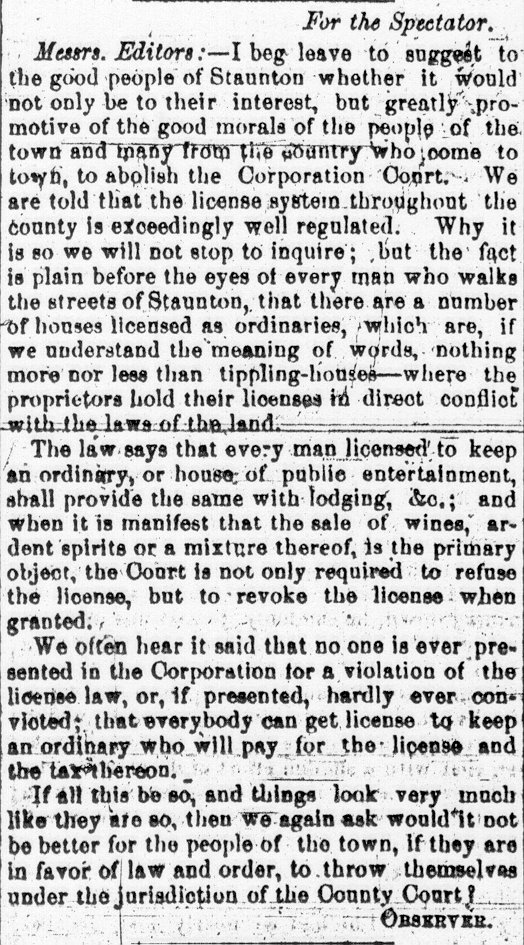 For the Spectator.
Messrs. Editors:—I beg leave to suggest to
the good people of Staunton whether it would
not only be to their interest, but greatly pro-
motive of the good morals of the people of the
town and many from the country who come to
town, to abolish the Corporation Court. We
are told that the license system throughout the
county is exceedingly well regulated. Why it
is so we will not stop to inquire; but the fact
is plain before the eyes of every man who walks
the streets of Staunton, that there are a number
of houses licensed as ordinaries, which are, if
we understand the meaning of words, nothing
more nor less than tippling-houses—where the
proprietors hold their licenses in direct conflict
with the laws of the land.
The law says that every man licensed to keep
an ordinary, or house of public entertainment,
shall provide the same with lodging, &c.; and
when it is manifest that the sale of wines, ar-
dent spirits or a mixture thereof, is the primary
object, the Court is not only required to refuse
the license, but to revoke the license when
granted.
We often hear it said that no one is ever pre-
sented in the Corporation for a violation of the
license law, or, if presented, hardly ever con-
victed; that everybody can get license to keep
an ordinary who will pay for the license and
the tax thereon.
If all this be so, and things look very much
like they are so, then we again ask would it not
be better for the people of the town, if they are
in favor of law and order, to throw themselves
under the jurisdiction of the County Court?
OBSERVER.